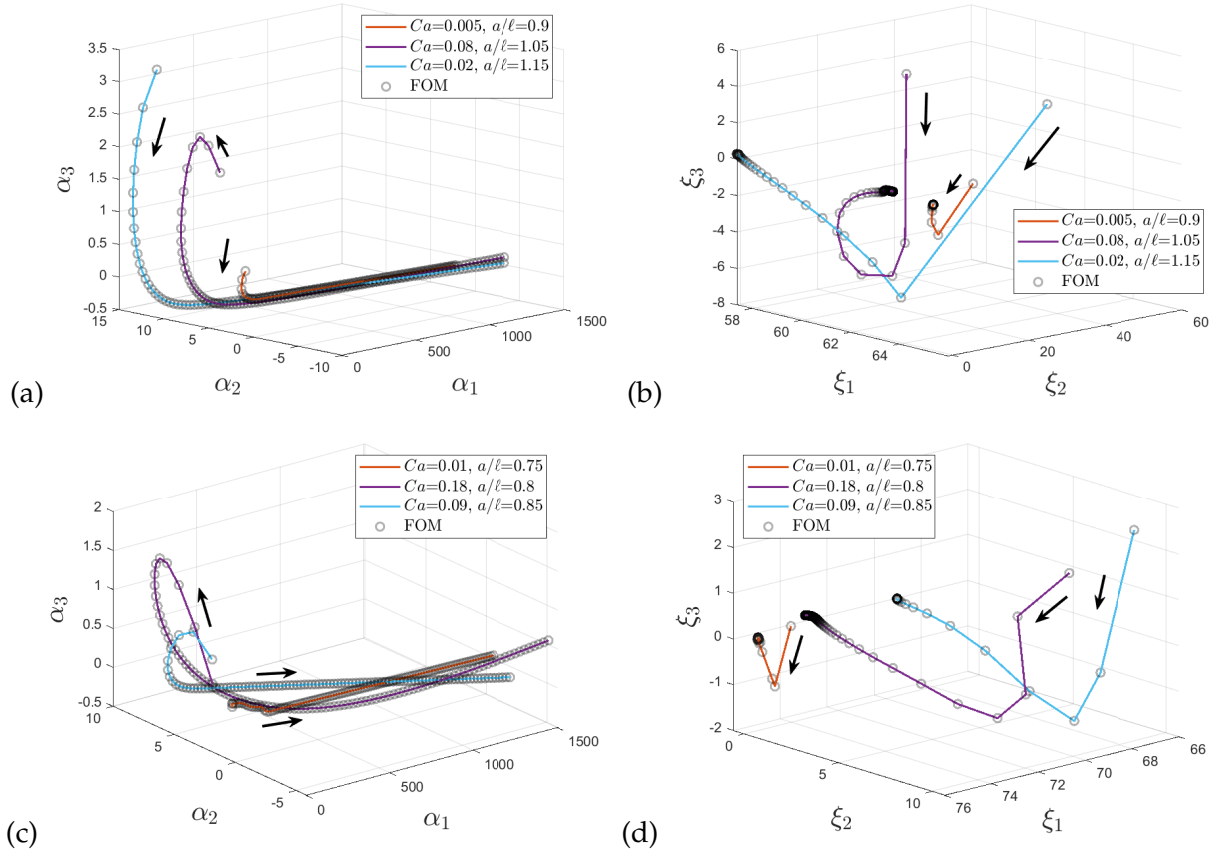 Ca=0.005, a/ℓ=0.9
Ca=0.08, a/ℓ=1.05
Ca=0.02, a/ℓ=1.15
FOM
3.5
3
2.5
2
1.5
1
0.5
0
-0.5
α₃
15
10
5
0
-5
-10
α₂
0
500
1000
1500
α₁
(a)
6
4
2
0
-2
-4
-6
-8
ξ₃
Ca=0.005, a/ℓ=0.9
Ca=0.08, a/ℓ=1.05
Ca=0.02, a/ℓ=1.15
FOM
58
60
62
64
ξ₁
0
20
40
60
ξ₂
(b)
Ca=0.01, a/ℓ=0.75
Ca=0.18, a/ℓ=0.8
Ca=0.09, a/ℓ=0.85
FOM
2
1.5
1
0.5
0
-0.5
α₃
10
5
0
-5
α₂
0
500
1000
1500
α₁
(c)
Ca=0.01, a/ℓ=0.75
Ca=0.18, a/ℓ=0.8
Ca=0.09, a/ℓ=0.85
FOM
3
2
1
0
-1
-2
ξ₃
0
5
10
ξ₂
76
74
72
70
68
66
ξ₁
(d)